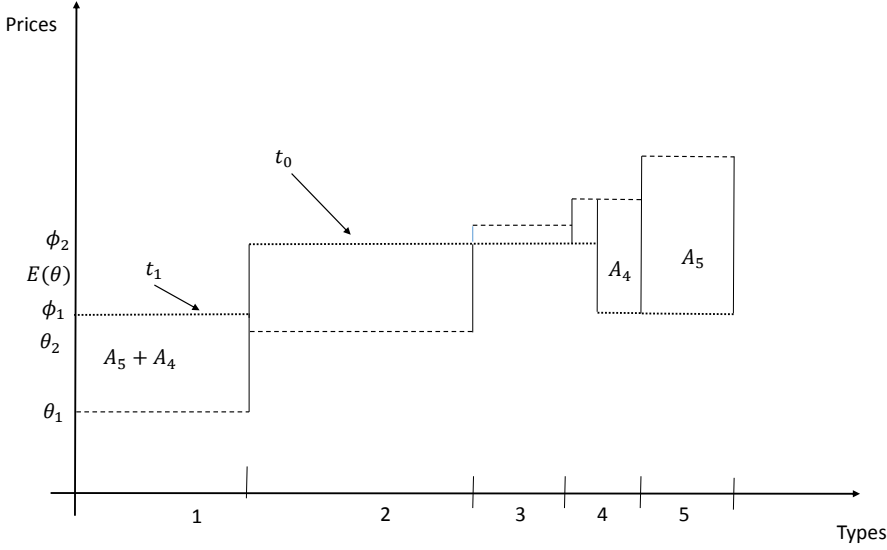 Prices
t₀
ϕ₂
E(θ)
t₁
ϕ₁
θ₂
A₅ + A₄
A₄
A₅
θ₁
1
2
3
4
5
Types